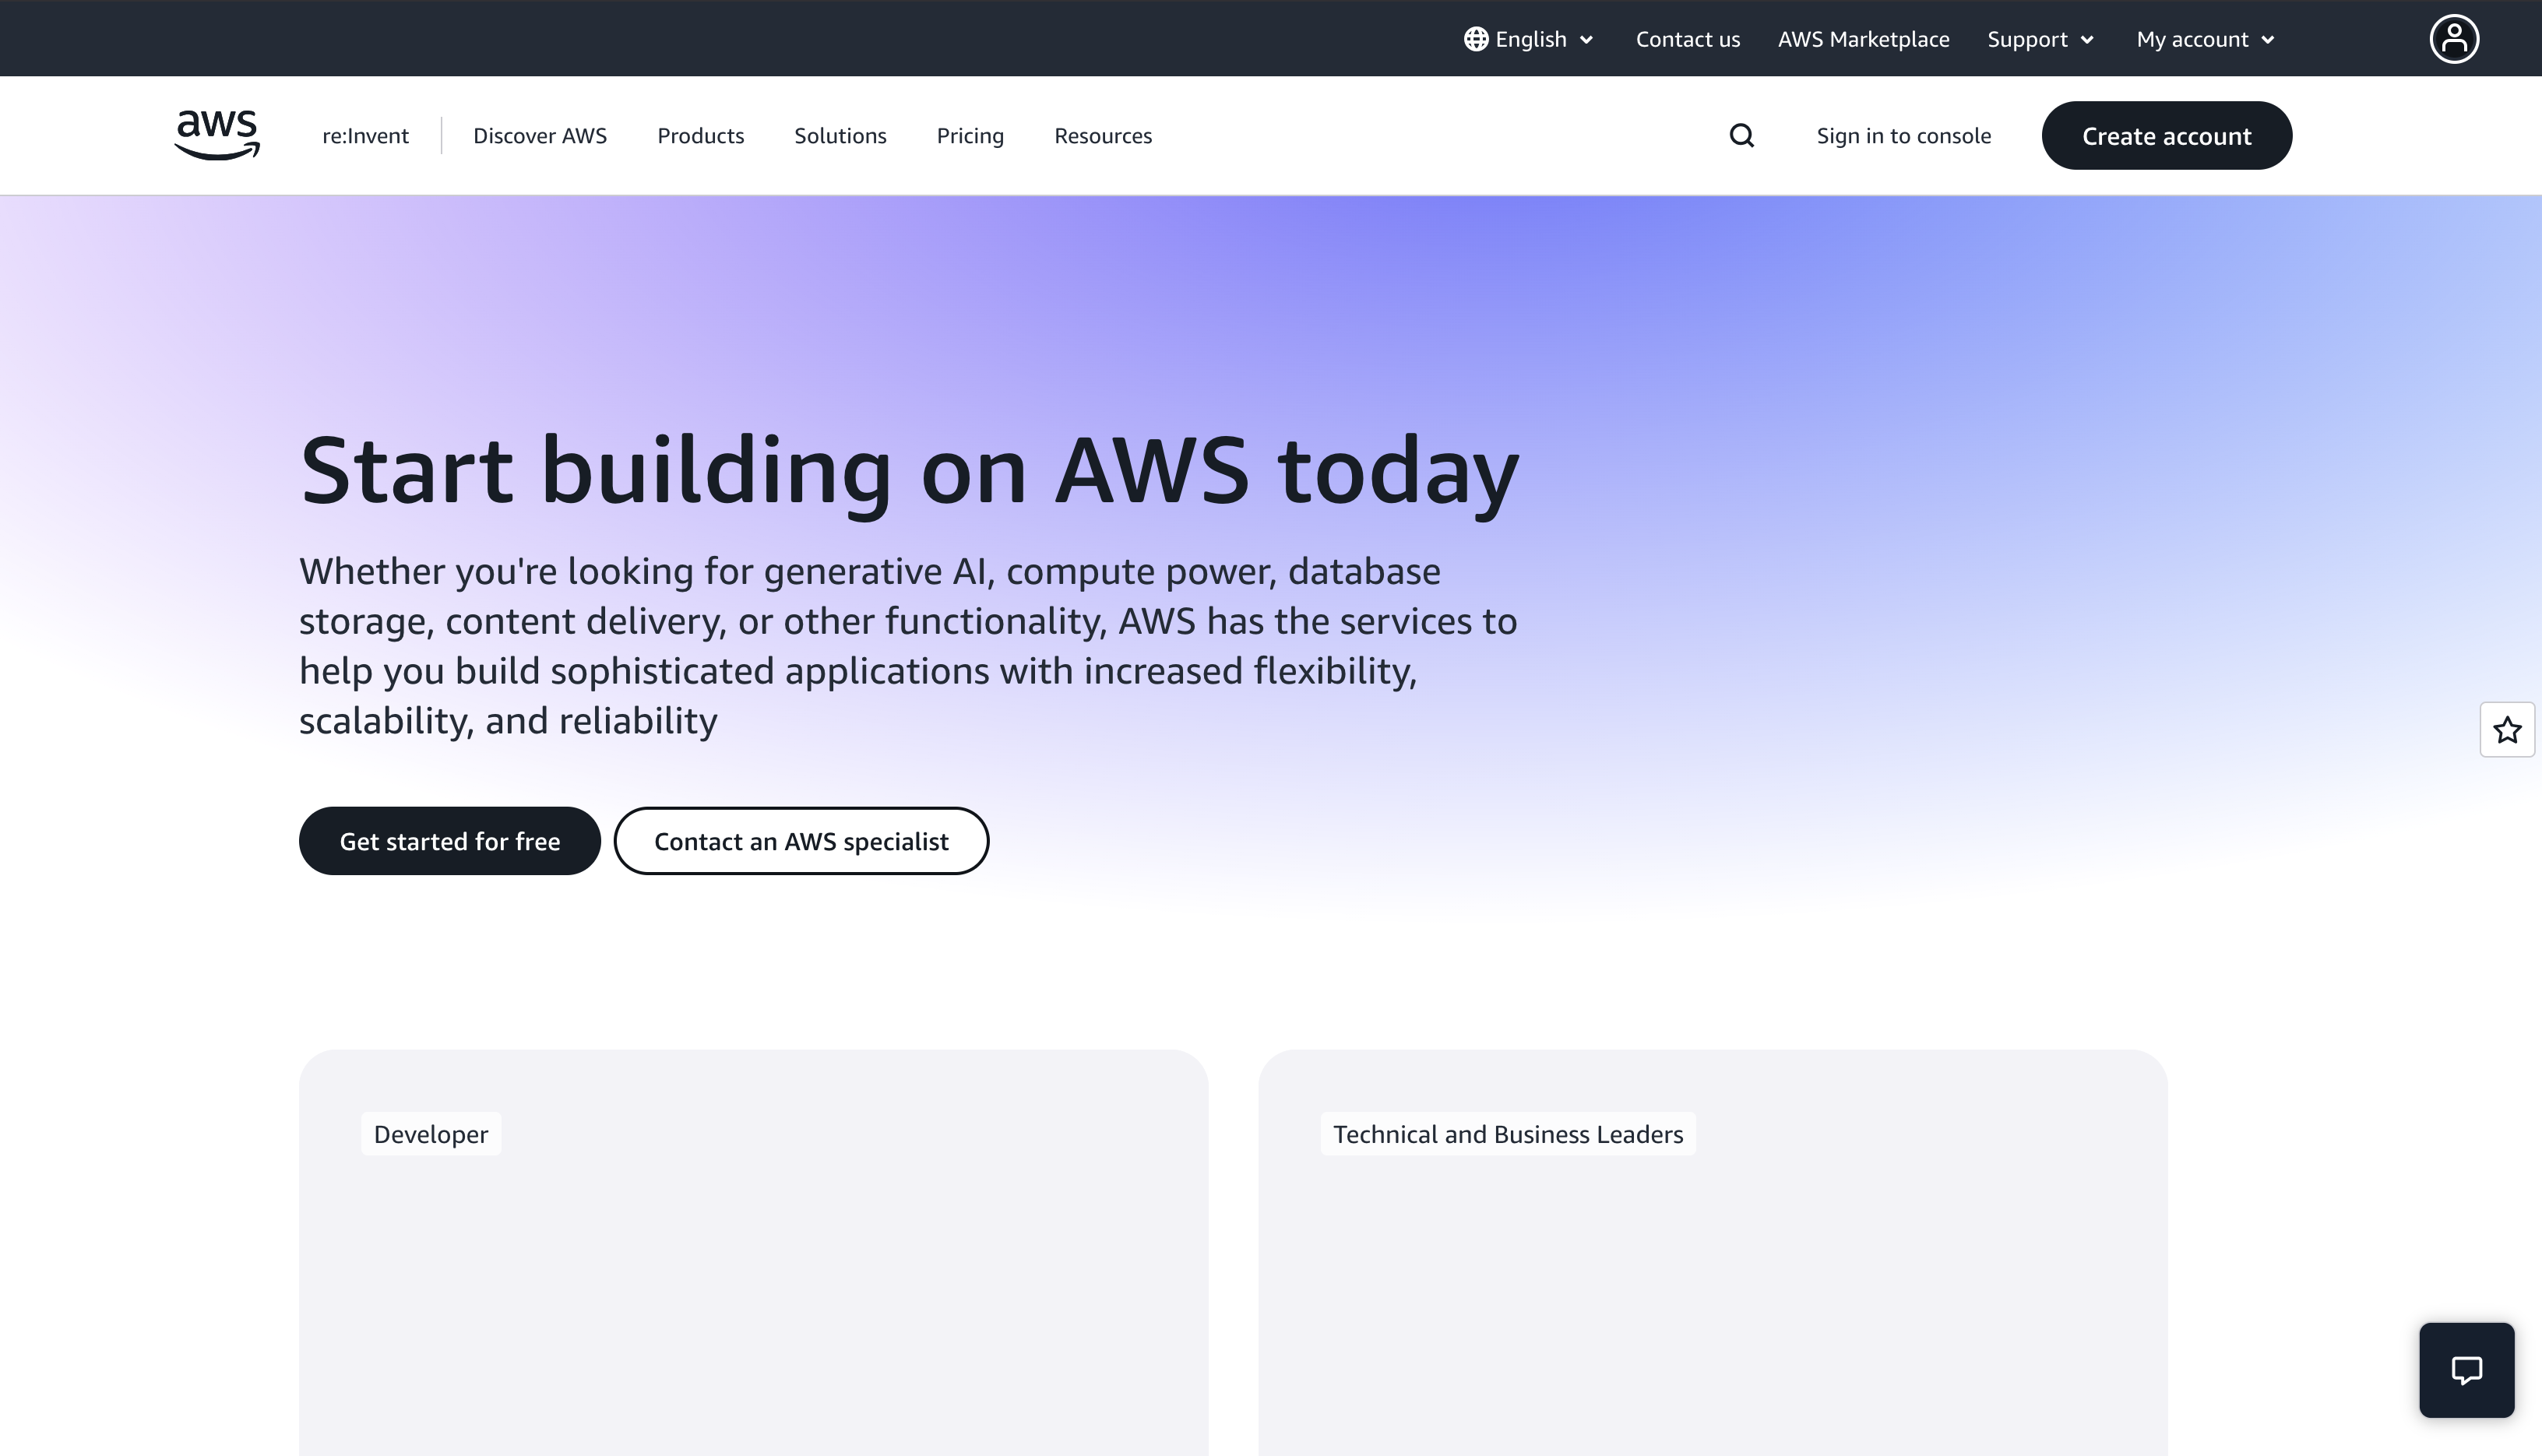 English
Contact us
AWS Marketplace
Support
My account
aws
re:Invent
Discover AWS
Products
Solutions
Pricing
Resources
Sign in to console
Create account
Start building on AWS today
Whether you're looking for generative AI, compute power, database
storage, content delivery, or other functionality, AWS has the services to
help you build sophisticated applications with increased flexibility,
scalability, and reliability
Get started for free
Contact an AWS specialist
Developer
Technical and Business Leaders